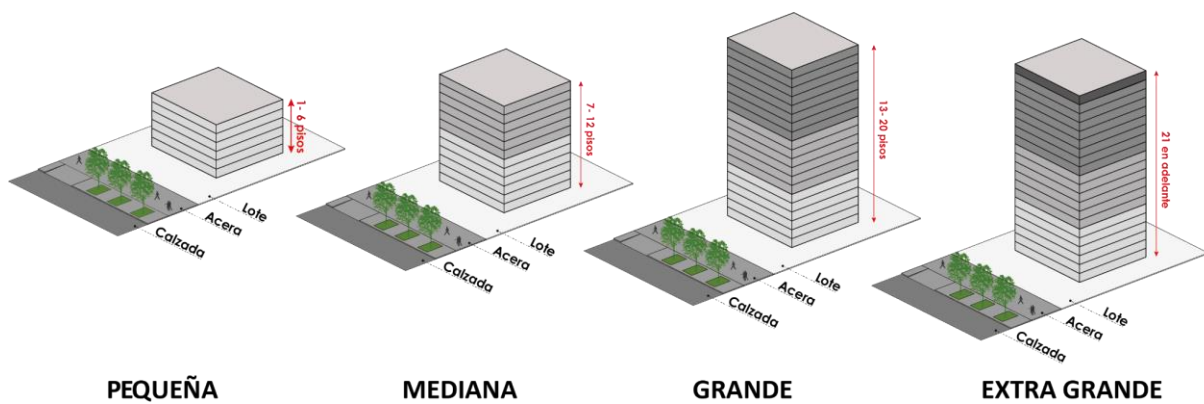 1- 6 pisos
Lote
Acera
Calzada
PEQUEÑA
7- 12 pisos
Lote
Acera
Calzada
MEDIANA
13- 20 pisos
Lote
Acera
Calzada
GRANDE
21 en adelante
Lote
Acera
Calzada
EXTRA GRANDE